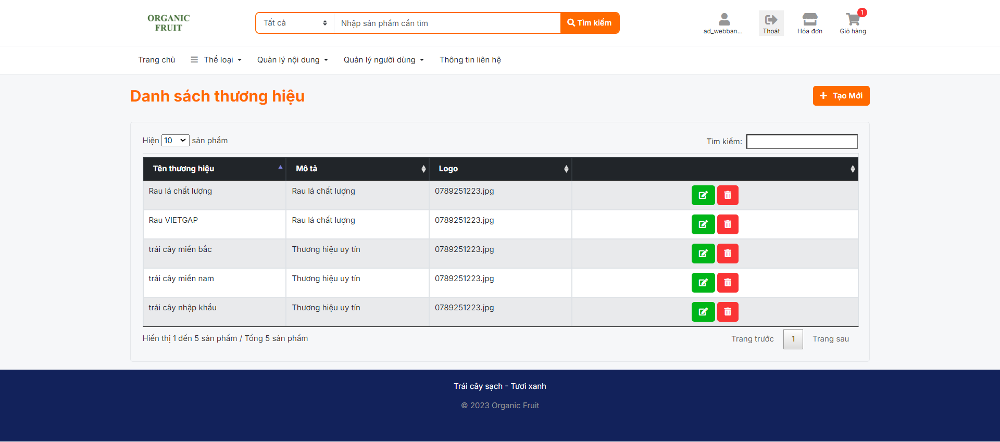 ORGANIC
FRUIT
Tất cả
Nhập sản phẩm cần tìm
Tìm kiếm
ad_webban...
Thoát
Hóa đơn
1
Giỏ hàng
Trang chủ
Thể loại
Quản lý nội dung
Quản lý người dùng
Thông tin liên hệ
Danh sách thương hiệu
Tạo Mới
Hiện 10 sản phẩm
Tìm kiếm:
Tên thương hiệu Mô tả Logo
Rau lá chất lượng Rau lá chất lượng 0789251223.jpg
Rau VIETGAP Rau lá chất lượng 0789251223.jpg
trái cây miền bắc Thương hiệu uy tín 0789251223.jpg
trái cây miền nam Thương hiệu uy tín 0789251223.jpg
trái cây nhập khẩu Thương hiệu uy tín 0789251223.jpg
Hiển thị 1 đến 5 sản phẩm / Tổng 5 sản phẩm
Trang trước 1 Trang sau
Trái cây sạch - Tươi xanh
© 2023 Organic Fruit